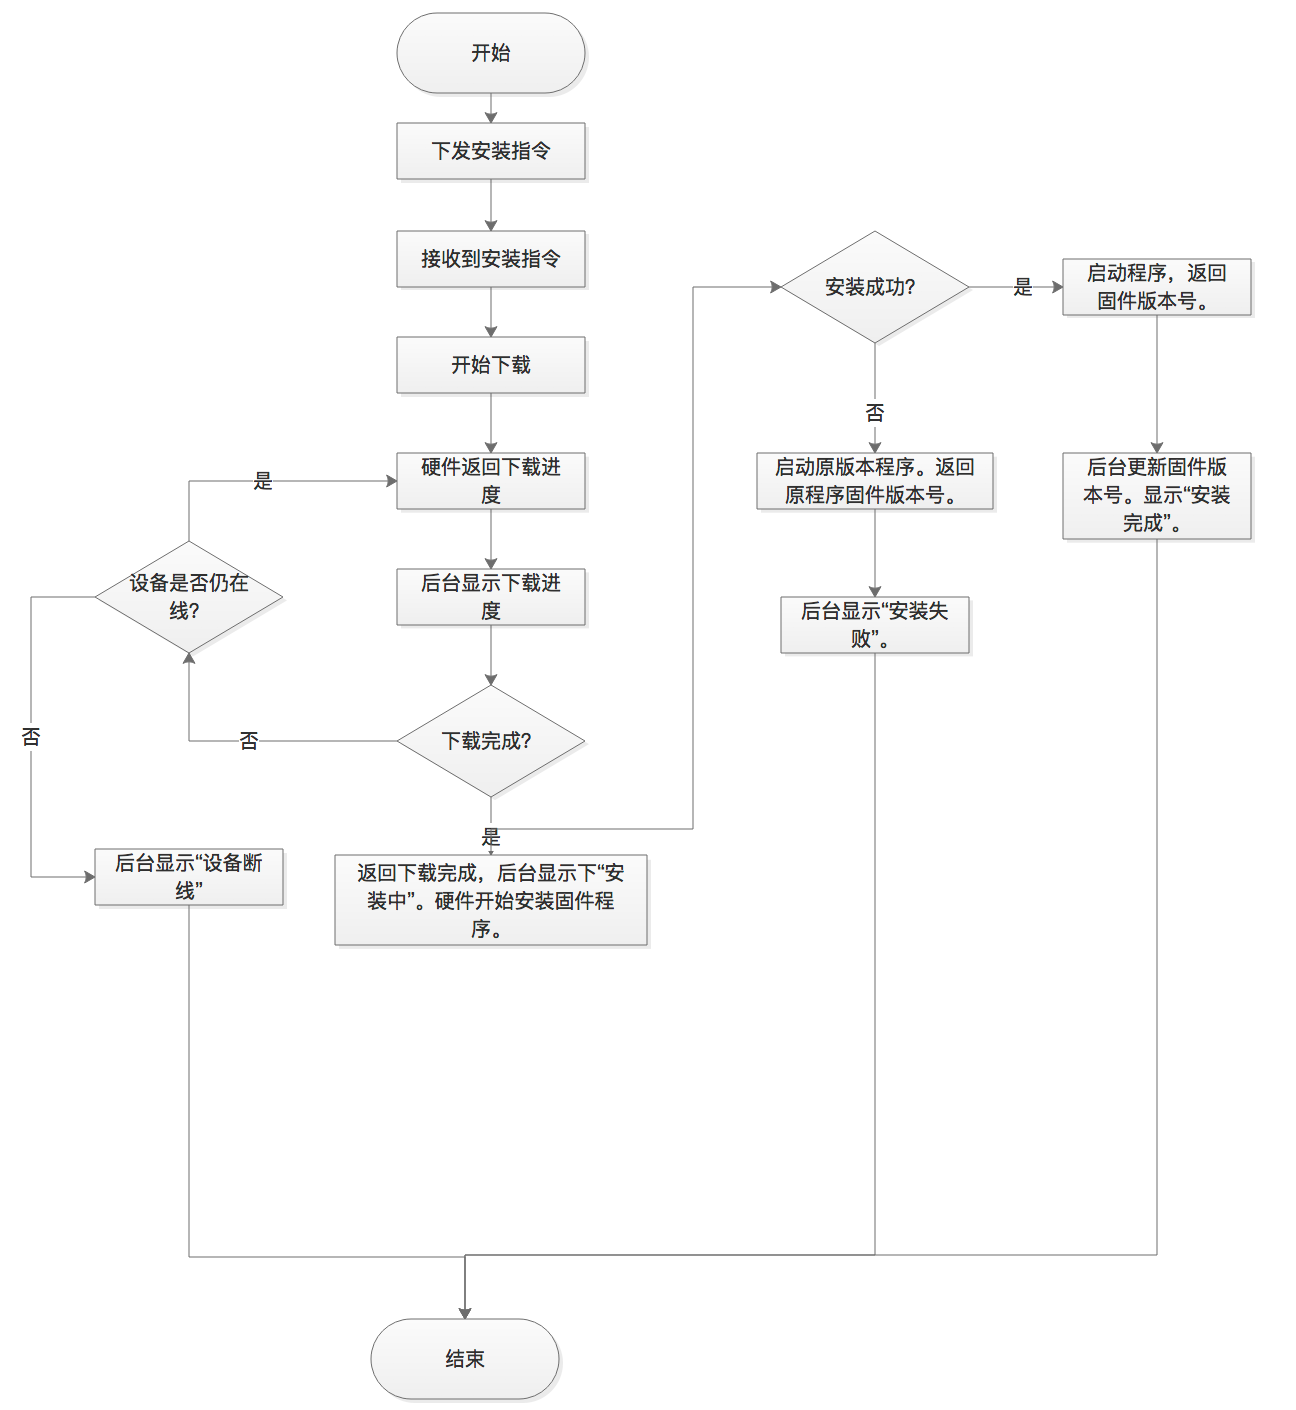 开始
下发安装指令
接收到安装指令
开始下载
硬件返回下载进
度
后台显示下载进
度
下载完成?
是
返回下载完成，后台显示下“安
装中”。硬件开始安装固件程
序。
否
设备是否仍在
线?
是
否
后台显示“设备断
线”
安装成功?
是
启动程序，返回
固件版本号。
后台更新固件版
本号。显示“安装
完成”。
否
启动原版本程序。返回
原程序固件版本号。
后台显示“安装失
败”。
结束